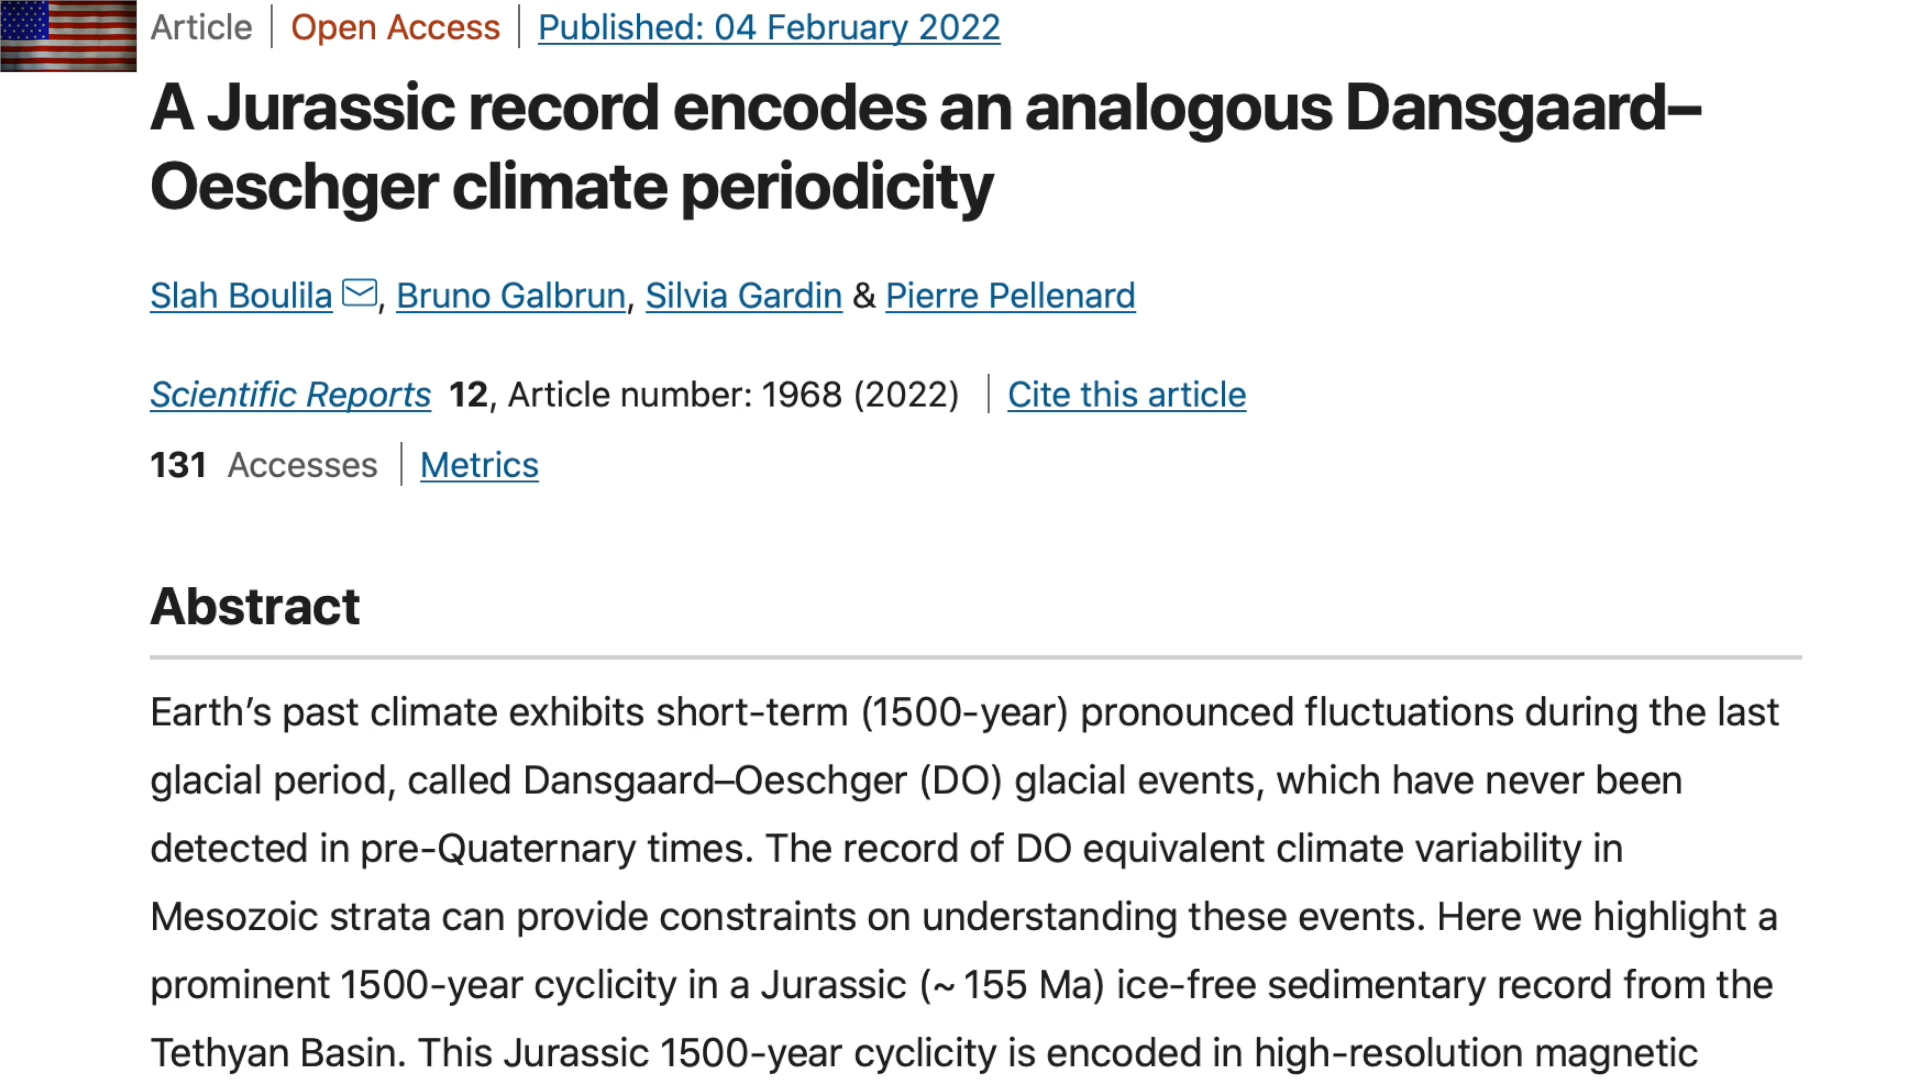 Article | Open Access | Published: 04 February 2022
A Jurassic record encodes an analogous Dansgaard–
Oeschger climate periodicity
Slah Boulila, Bruno Galbrun, Silvia Gardin & Pierre Pellenard
Scientific Reports 12, Article number: 1968 (2022) | Cite this article
131 Accesses | Metrics
Abstract
Earth’s past climate exhibits short-term (1500-year) pronounced fluctuations during the last
glacial period, called Dansgaard–Oeschger (DO) glacial events, which have never been
detected in pre-Quaternary times. The record of DO equivalent climate variability in
Mesozoic strata can provide constraints on understanding these events. Here we highlight a
prominent 1500-year cyclicity in a Jurassic (~ 155 Ma) ice-free sedimentary record from the
Tethyan Basin. This Jurassic 1500-year cyclicity is encoded in high-resolution magnetic